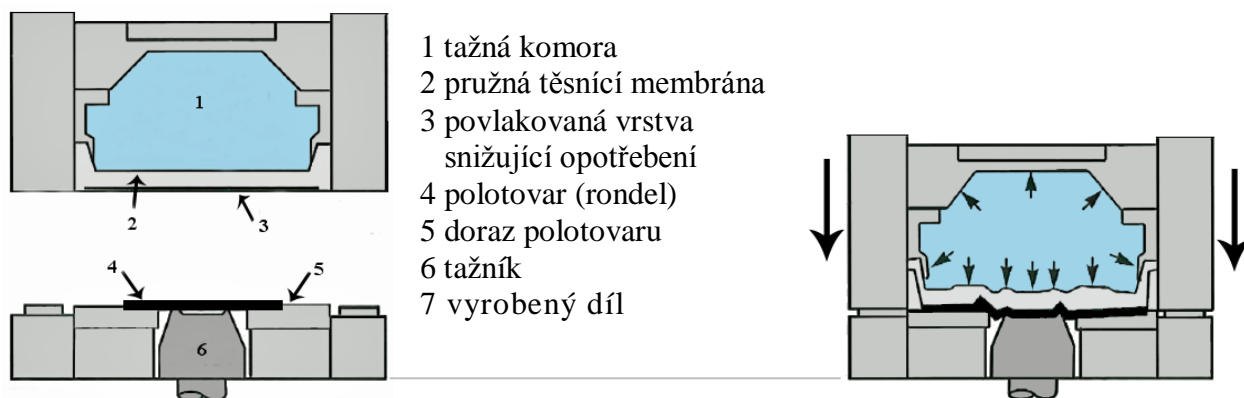 1 tažná komora
2 pružná těsnící membrána
3 povlakovaná vrstva
snižující opotřebení
4 polotovar (rondel)
5 doraz polotovaru
6 tažník
7 vyrobený díl
1
2
3
4
5
6